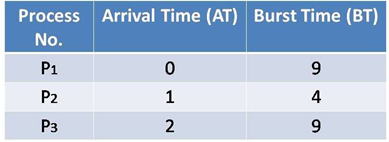 Process No. Arrival Time (AT) Burst Time (BT)
P1 0 9
P2 1 4
P3 2 9